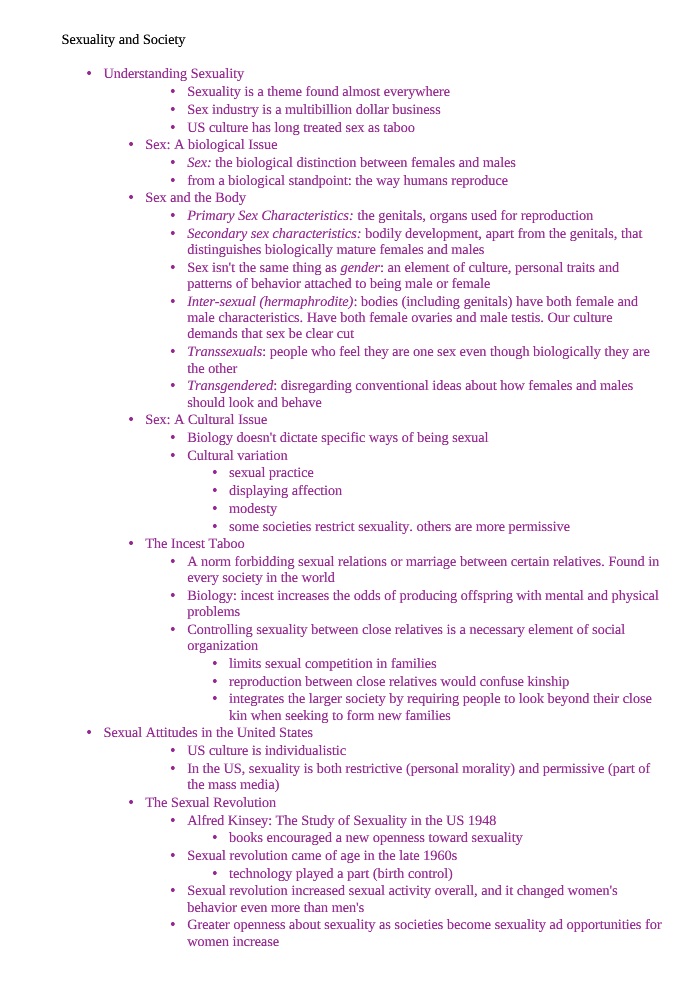 Sexuality and Society
• Understanding Sexuality
• Sexuality is a theme found almost everywhere
• Sex industry is a multibillion dollar business
• US culture has long treated sex as taboo
• Sex: A biological Issue
• Sex: the biological distinction between females and males
• from a biological standpoint: the way humans reproduce
• Sex and the Body
• Primary Sex Characteristics: the genitals, organs used for reproduction
• Secondary sex characteristics: bodily development, apart from the genitals, that
distinguishes biologically mature females and males
• Sex isn't the same thing as gender: an element of culture, personal traits and
patterns of behavior attached to being male or female
• Inter-sexual (hermaphrodite): bodies (including genitals) have both female and
male characteristics. Have both female ovaries and male testis. Our culture
demands that sex be clear cut
• Transsexuals: people who feel they are one sex even though biologically they are
the other
• Transgendered: disregarding conventional ideas about how females and males
should look and behave
• Sex: A Cultural Issue
• Biology doesn't dictate specific ways of being sexual
• Cultural variation
• sexual practice
• displaying affection
• modesty
• some societies restrict sexuality. others are more permissive
• The Incest Taboo
• A norm forbidding sexual relations or marriage between certain relatives. Found in
every society in the world
• Biology: incest increases the odds of producing offspring with mental and physical
problems
• Controlling sexuality between close relatives is a necessary element of social
organization
• limits sexual competition in families
• reproduction between close relatives would confuse kinship
• integrates the larger society by requiring people to look beyond their close
kin when seeking to form new families
• Sexual Attitudes in the United States
• US culture is individualistic
• In the US, sexuality is both restrictive (personal morality) and permissive (part of
the mass media)
• The Sexual Revolution
• Alfred Kinsey: The Study of Sexuality in the US 1948
• books encouraged a new openness toward sexuality
• Sexual revolution came of age in the late 1960s
• technology played a part (birth control)
• Sexual revolution increased sexual activity overall, and it changed women's
behavior even more than men's
• Greater openness about sexuality as societies become sexuality ad opportunities for
women increase